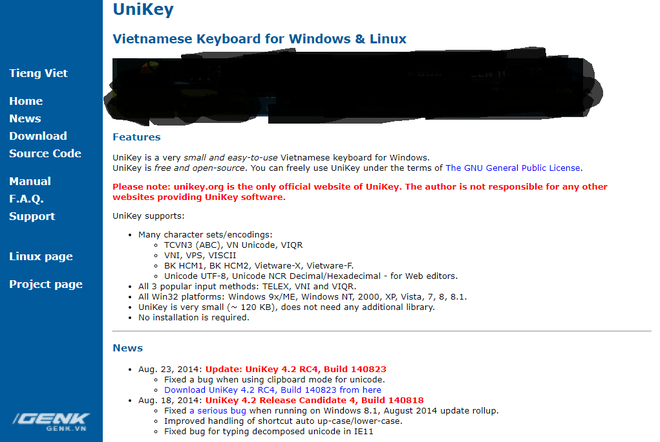 UniKey
Vietnamese Keyboard for Windows & Linux
Tieng Viet
Home
News
Download
Source Code
Manual
F.A.Q.
Support
Linux page
Project page
Features
UniKey is a very small and easy-to-use Vietnamese keyboard for Windows.
UniKey is free and open-source. You can freely use UniKey under the terms of The GNU General Public License.
Please note: unikey.org is the only official website of UniKey. The author is not responsible for any other
websites providing UniKey software.
UniKey supports:
Many character sets/encodings:
TCVN3 (ABC), VN Unicode, VIQR
VNI, VPS, VISCII
BK HCM1, BK HCM2, Vietware-X, Vietware-F.
Unicode UTF-8, Unicode NCR Decimal/Hexadecimal - for Web editors.
All 3 popular input methods: TELEX, VNI and VIQR.
All Win32 platforms: Windows 9x/ME, Windows NT, 2000, XP, Vista, 7, 8, 8.1.
UniKey is very small (~ 120 KB), does not need any additional library.
No installation is required.
News
Aug. 23, 2014: Update: UniKey 4.2 RC4, Build 140823
Fixed a bug when using clipboard mode for unicode.
Download UniKey 4.2 RC4, Build 140823 from here
Aug. 18, 2014: UniKey 4.2 Release Candidate 4, Build 140818
Fixed a serious bug when running on Windows 8.1, August 2014 update rollup.
Improved handling of shortcut auto up-case/lower-case.
Fixed bug for typing decomposed unicode in IE11
GENK
GENK.VN